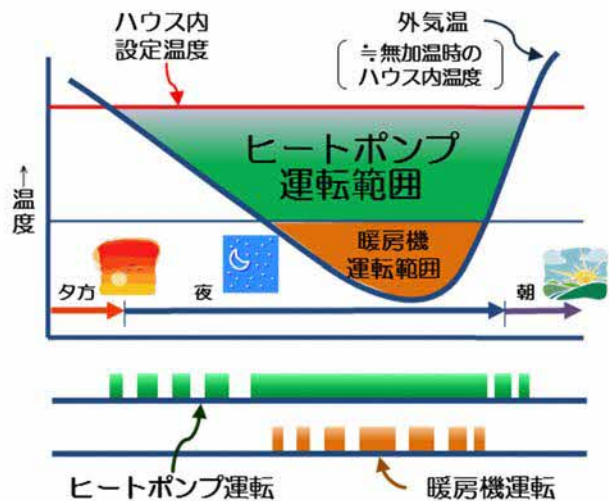 ハウス内
設定温度
外気温
≒無加温時の
ハウス内温度
ヒートポンプ
運転範囲
↑温度
暖房機
運転範囲
夕方
夜
朝
ヒートポンプ運転
暖房機運転